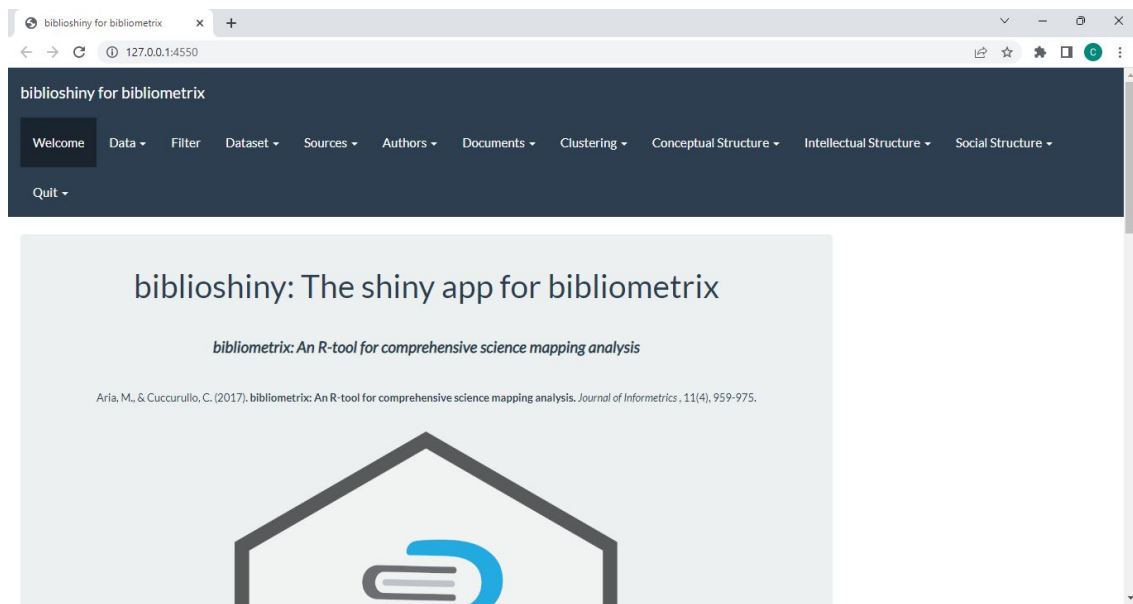 biblioshiny for bibliometrix
127.0.0.1:4550
C
biblioshiny for bibliometrix
Welcome Data Filter Dataset Sources Authors Documents Clustering Conceptual Structure Intellectual Structure Social Structure
Quit
biblioshiny: The shiny app for bibliometrix
bibliometrix: An R-tool for comprehensive science mapping analysis
Aria, M., & Cuccurullo, C. (2017). bibliometrix: An R-tool for comprehensive science mapping analysis. Journal of Informetrics , 11(4), 959-975.